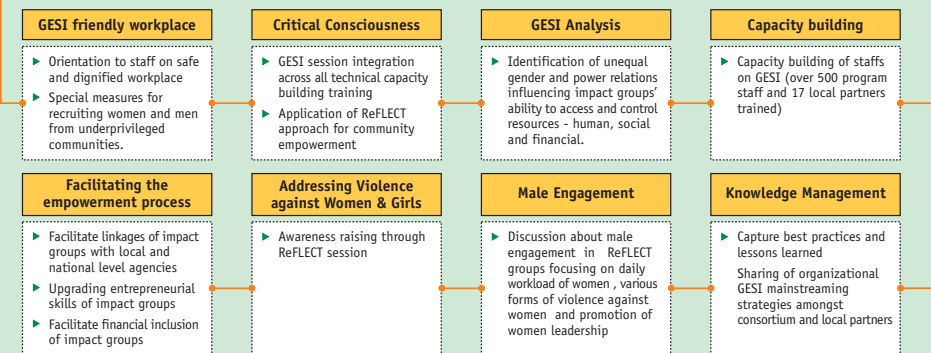 GESI friendly workplace
Orientation to staff on safe
and dignified workplace
Special measures for
recruiting women and men
from underprivileged
communities.
Critical Consciousness
GESI session integration
across all technical capacity
building training
Application of ReFLECT
approach for community
empowerment
GESI Analysis
Identification of unequal
gender and power relations
influencing impact groups’
ability to access and control
resources - human, social
and financial.
Capacity building
Capacity building of staffs
on GESI (over 500 program
staff and 17 local partners
trained)
Facilitating the
empowerment process
Facilitate linkages of impact
groups with local and
national level agencies
Upgrading entrepreneurial
skills of impact groups
Facilitate financial inclusion
of impact groups
Addressing Violence
against Women & Girls
Awareness raising through
ReFLECT session
Male Engagement
Discussion about male
engagement in ReFLECT
groups focusing on daily
workload of women , various
forms of violence against
women and promotion of
women leadership
Knowledge Management
Capture best practices and
lessons learned
Sharing of organizational
GESI mainstreaming
strategies amongst
consortium and local partners